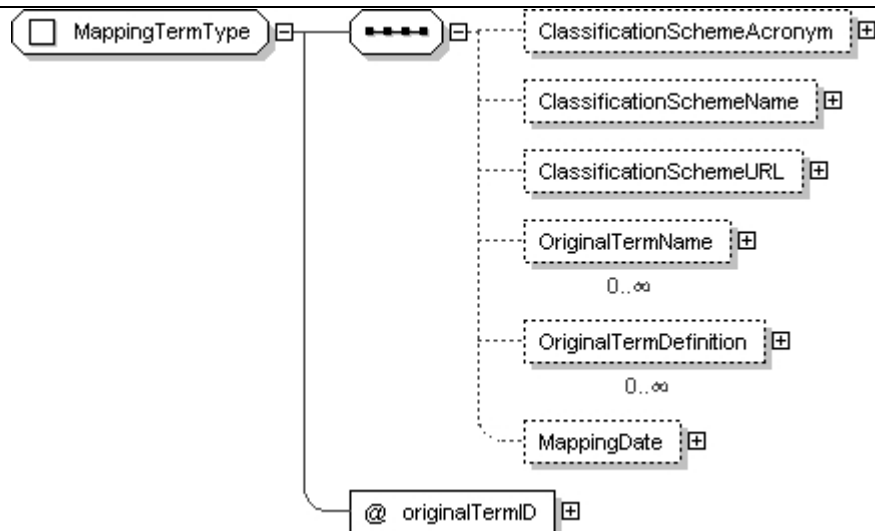 MappingTermType
ClassificationSchemeAcronym
ClassificationSchemeName
ClassificationSchemeURL
OriginalTermName
0..∞
OriginalTermDefinition
0..∞
MappingDate
@ originalTermID